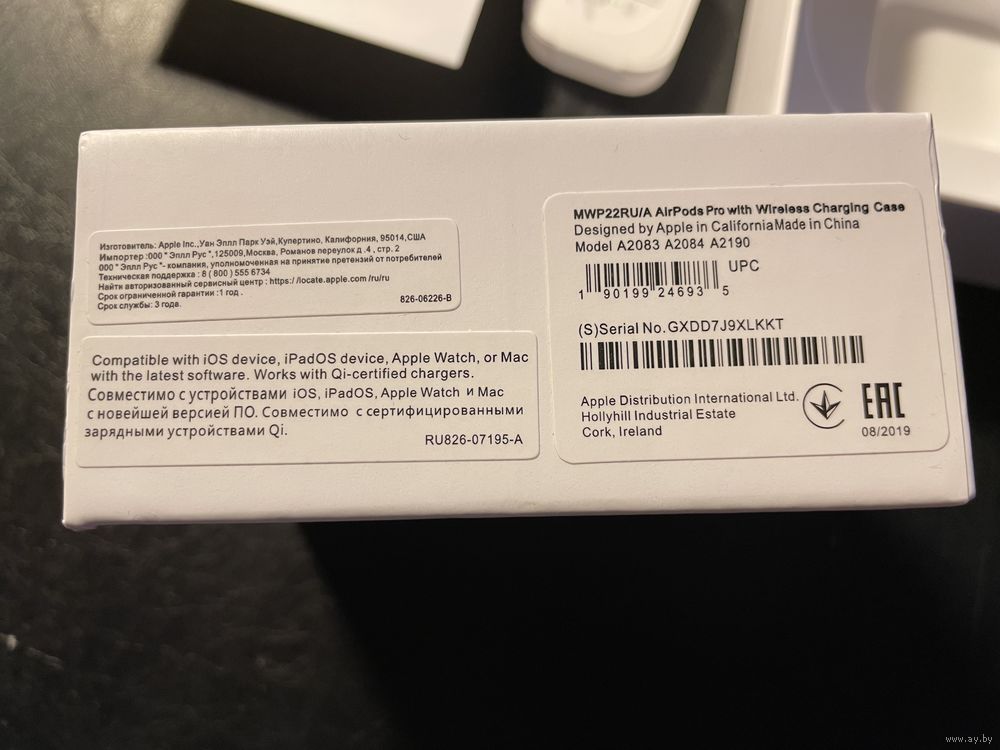 Изготовитель: Apple Inc.,Уан Эппл Парк Уэй,Купертино, Калифорния, 95014,США
Импортер :ООО " Эппл Рус ",125009,Москва, Романов переулок д .4 , стр. 2
ООО " Эппл Рус "- компания, уполномоченная на принятие претензий от потребителей
Техническая поддержка : 8 ( 800 ) 555 6734
Найти авторизованный сервисный центр : https : //locate.apple.com /ru/ru
Срок ограниченной гарантии :1 год .
Срок службы: 3 года.
826-06226-B
Compatible with iOS device, iPadOS device, Apple Watch, or Mac
with the latest software. Works with Qi-certified chargers.
Совместимо с устройствами iOS, iPadOS, Apple Watch и Mac
с новейшей версией ПО. Совместимо с сертифицированными
зарядными устройствами Qi.
RU826-07195-A
MWP22RU/A AirPods Pro with Wireless Charging Case
Designed by Apple in CaliforniaMade in China
Model A2083 A2084 A2190
UPC
1 90199 24693 5
(S)Serial No.GXDD7J9XLKKT
Apple Distribution International Ltd.
Hollyhill Industrial Estate
Cork, Ireland
EAC
08/2019
www.ay.by